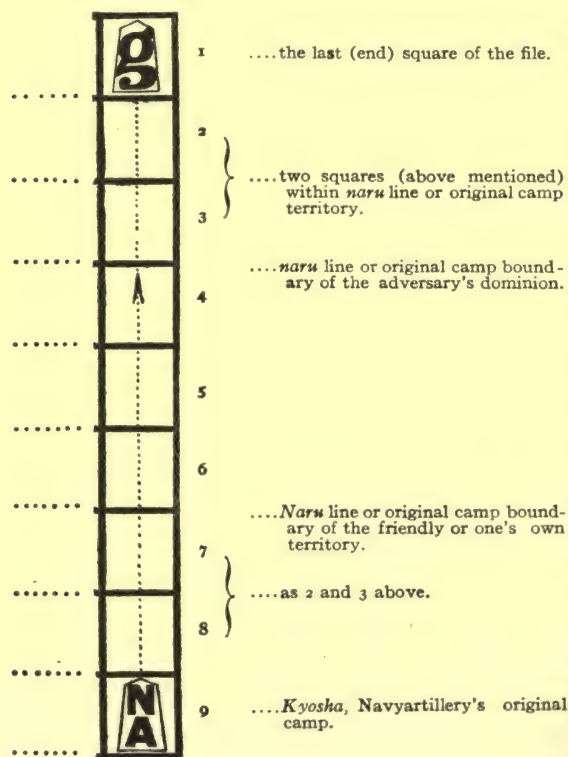 g
1 ....the last (end) square of the file.
2
....two squares (above mentioned)
within naru line or original camp
territory.
3
....naru line or original camp bound-
ary of the adversary's dominion.
4
5
6
....Naru line or original camp bound-
ary of the friendly or one's own
territory.
7
....as 2 and 3 above.
8
N
A
9 ....Kyosha, Navyartillery's original
camp.